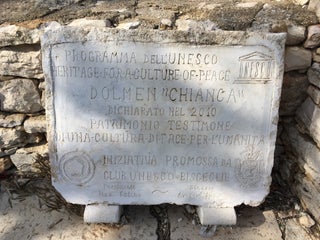 PROGRAMMA DELL'UNESCO
HERITAGE FOR A CULTURE OF PEACE
UNESCO
DOLMEN "CHIANCA"
DICHIARATO NEL 2010
PATRIMONIO TESTIMONE
DI UNA CULTURA DI PACE PER L'UMANITÀ
INIZIATIVA PROMOSSA DA
CLUB UNESCO BISCEGLIE